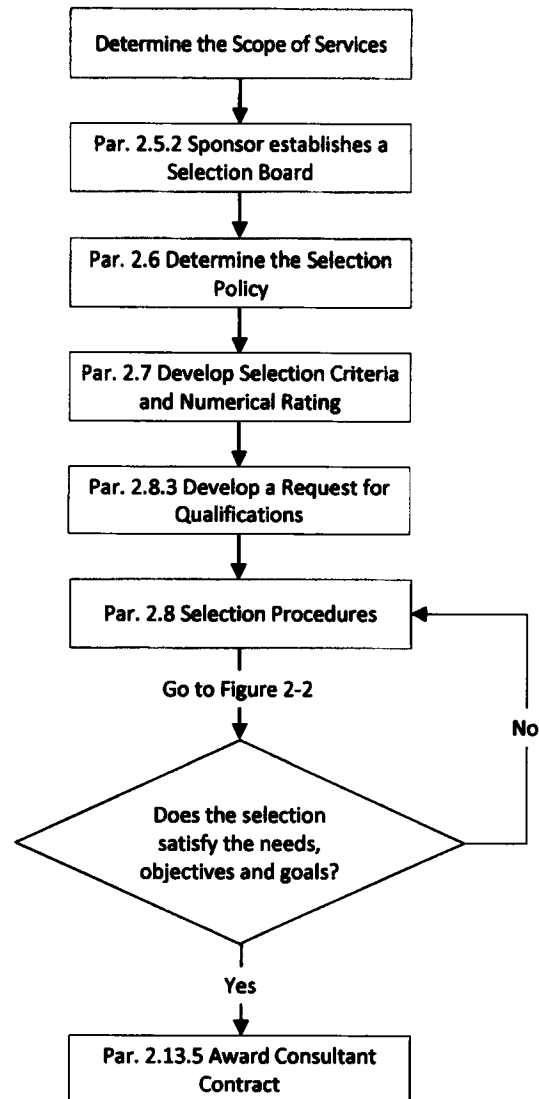 Determine the Scope of Services
Par. 2.5.2 Sponsor establishes a
Selection Board
Par. 2.6 Determine the Selection
Policy
Par. 2.7 Develop Selection Criteria
and Numerical Rating
Par. 2.8.3 Develop a Request for
Qualifications
Par. 2.8 Selection Procedures
Go to Figure 2-2
No
Does the selection
satisfy the needs,
objectives and goals?
Yes
Par. 2.13.5 Award Consultant
Contract